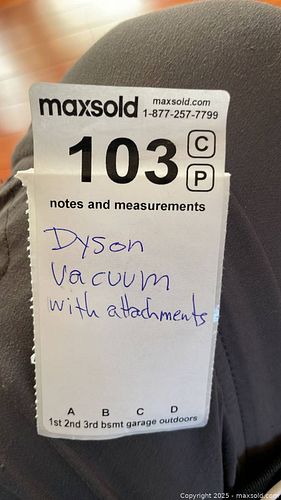 maxsold maxsold.com
1-877-257-7799
103 C
P
notes and measurements
Dyson
Vacuum
with attachments
A B C D
1st 2nd 3rd bsmt garage outdoors
Copyright © 2025 - maxsold.com